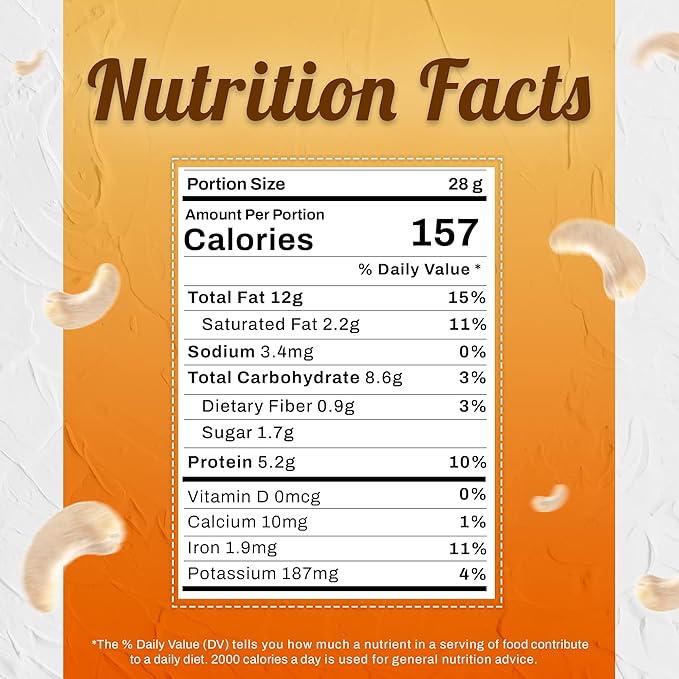 Nutrition Facts
Portion Size 28 g
Amount Per Portion
Calories 157
% Daily Value *
Total Fat 12g 15%
Saturated Fat 2.2g 11%
Sodium 3.4mg 0%
Total Carbohydrate 8.6g 3%
Dietary Fiber 0.9g 3%
Sugar 1.7g
Protein 5.2g 10%
Vitamin D 0mcg 0%
Calcium 10mg 1%
Iron 1.9mg 11%
Potassium 187mg 4%
*The % Daily Value (DV) tells you how much a nutrient in a serving of food contribute
to a daily diet. 2000 calories a day is used for general nutrition advice.